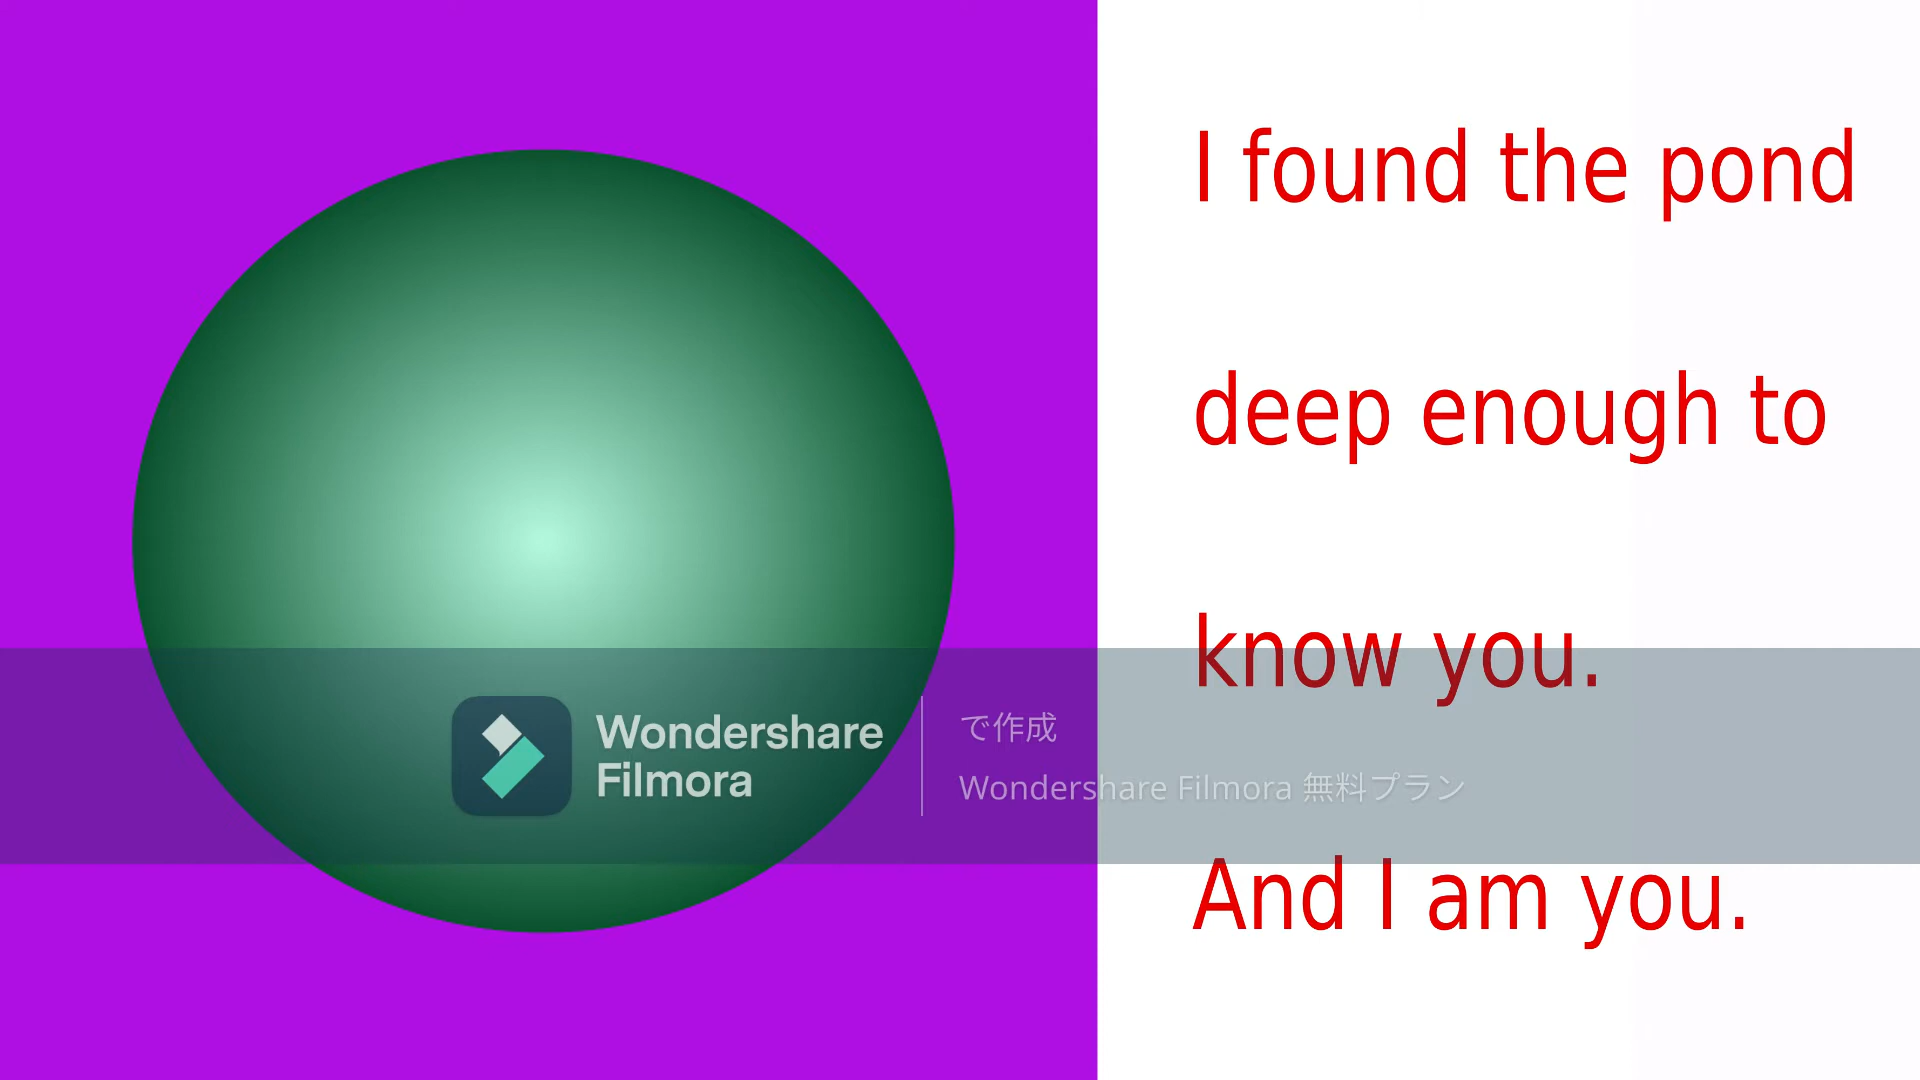 I found the pond
deep enough to
know you.
Wondershare
Filmora
で作成
Wondershare Filmora 無料プラン
And I am you.